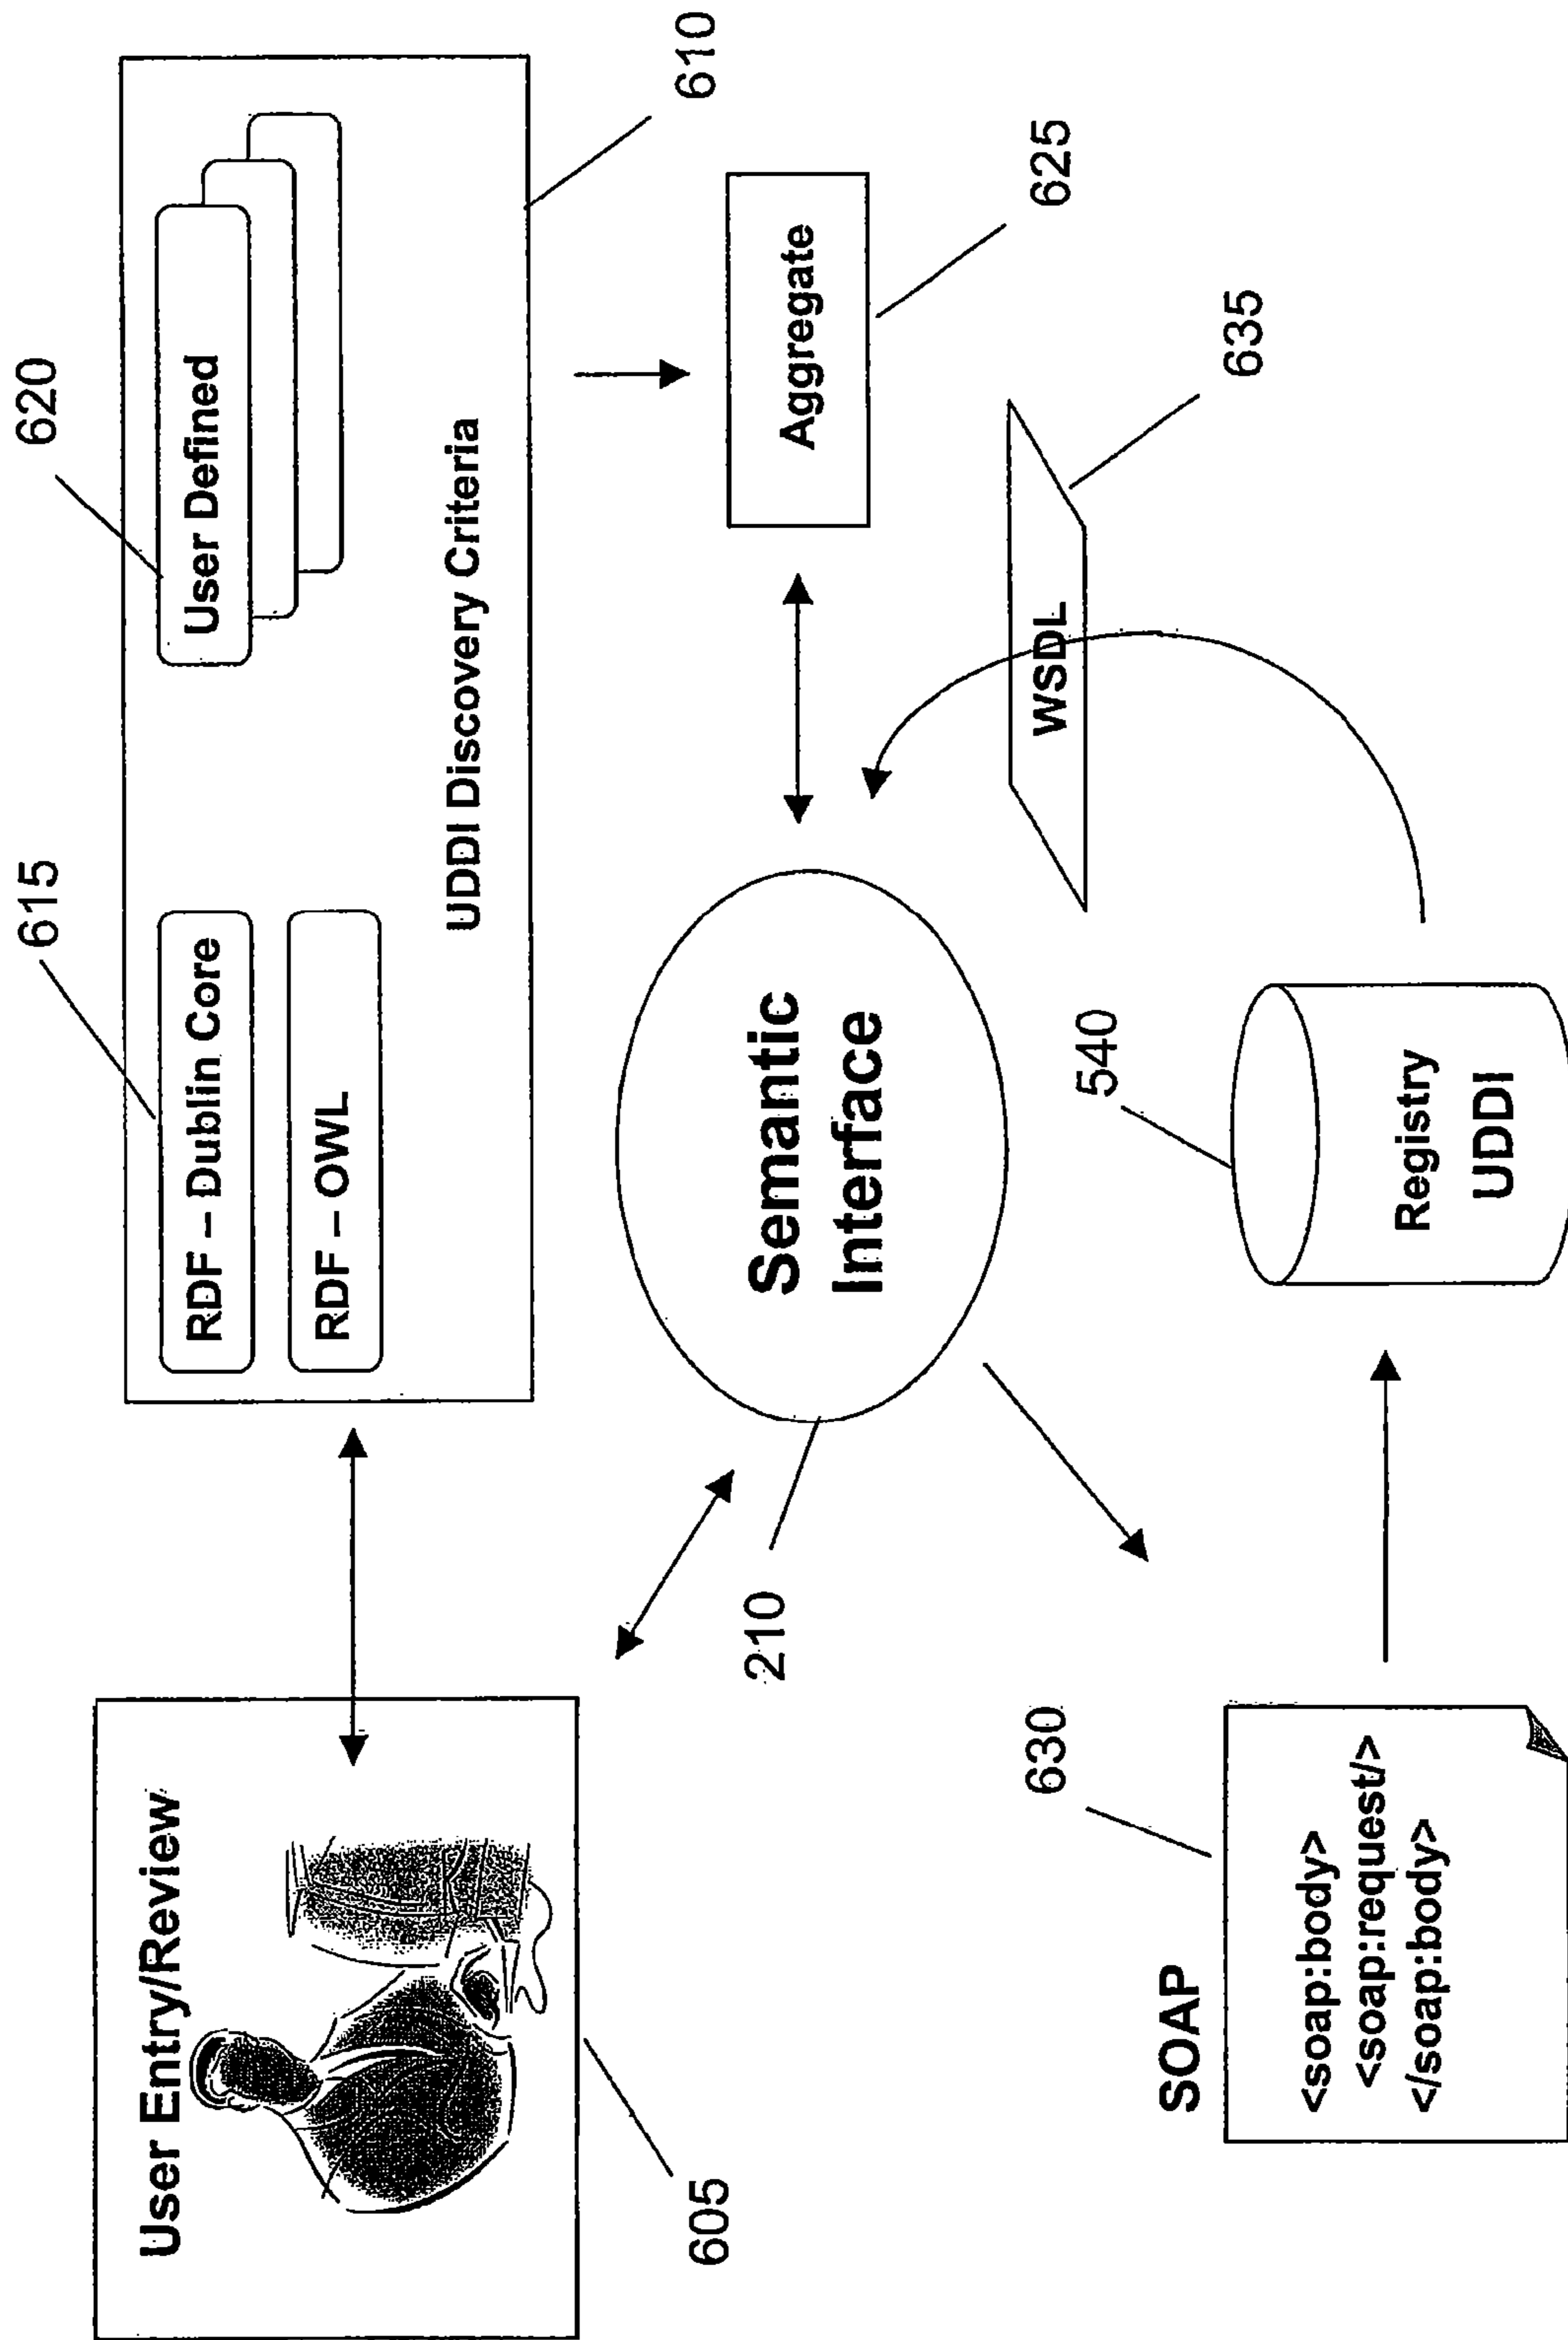 User Entry/Review
605
615
RDF – Dublin Core
RDF – OWL
620
User Defined
UDDI Discovery Criteria
610
Aggregate
625
Semantic
Interface
210
WSDL
635
SOAP
630
<soap:body>
<soap:request/>
</soap:body>
540
Registry
UDDI